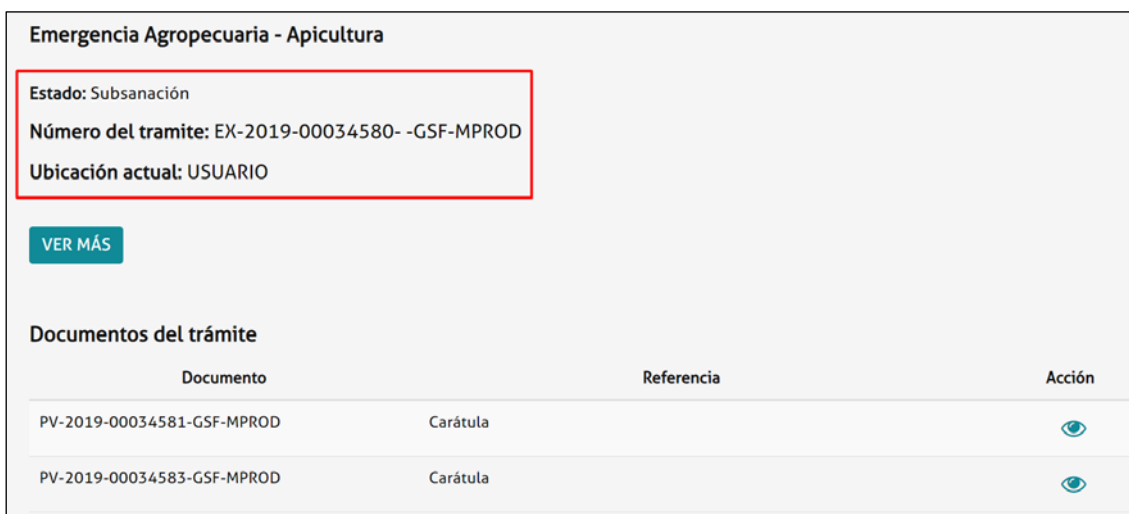 Emergencia Agropecuaria - Apicultura
Estado: Subsanación
Número del tramite: EX-2019-00034580- -GSF-MPROD
Ubicación actual: USUARIO
VER MÁS
Documentos del trámite
Documento Referencia Acción
PV-2019-00034581-GSF-MPROD Carátula
PV-2019-00034583-GSF-MPROD Carátula